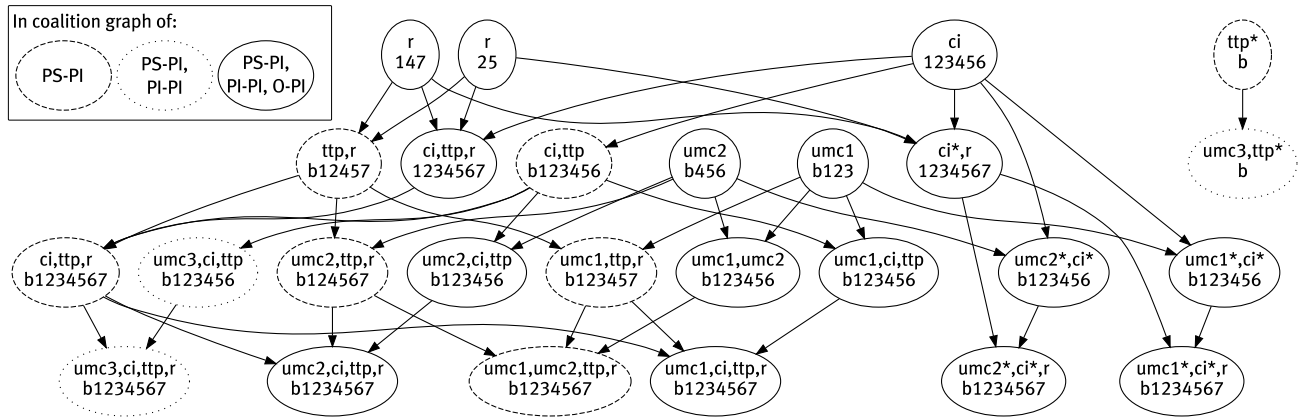 In coalition graph of:
PS-PI
PS-PI,
PI-PI
PS-PI,
PI-PI, O-PI
r
147
r
25
ci
123456
ttp*
b
ttp,r
b12457
ci,ttp,r
1234567
ci,ttp
b123456
umc2
b456
umc1
b123
ci*,r
1234567
umc3,ttp*
b
ci,ttp,r
b1234567
umc3,ci,ttp
b123456
umc2,ttp,r
b124567
umc2,ci,ttp
b123456
umc1,ttp,r
b123457
umc1,umc2
b123456
umc1,ci,ttp
b123456
umc2*,ci*
b123456
umc1*,ci*
b123456
umc3,ci,ttp,r
b1234567
umc2,ci,ttp,r
b1234567
umc1,umc2,ttp,r
b1234567
umc1,ci,ttp,r
b1234567
umc2*,ci*,r
b1234567
umc1*,ci*,r
b1234567